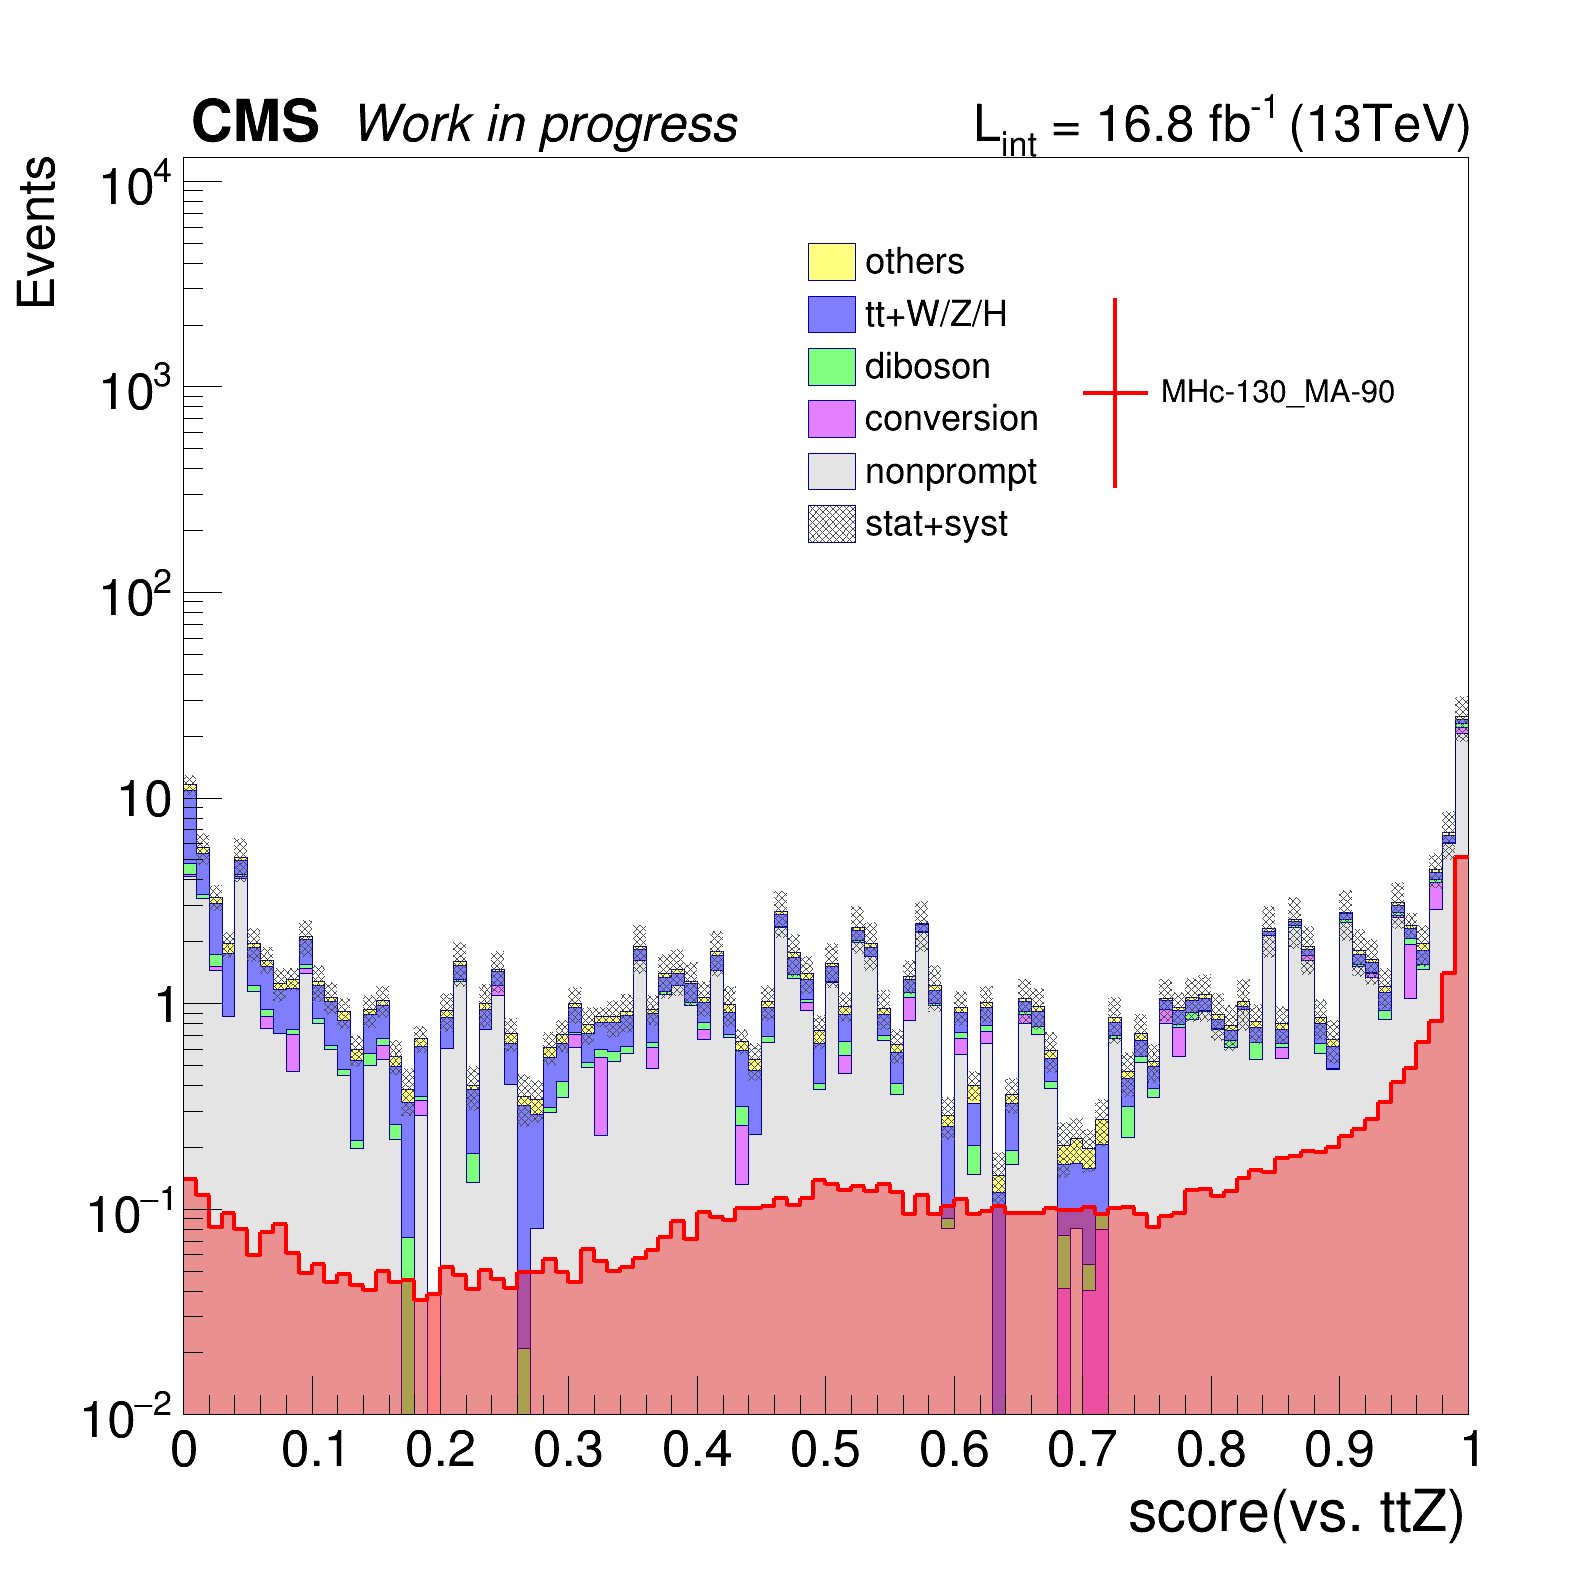 CMS Work in progress L_int = 16.8 fb^-1 (13TeV)
Events
10^4
10^3
10^2
10
1
10^−1
10^−2
others
tt+W/Z/H
diboson
conversion
nonprompt
stat+syst
MHc-130_MA-90
0 0.1 0.2 0.3 0.4 0.5 0.6 0.7 0.8 0.9 1
score(vs. ttZ)